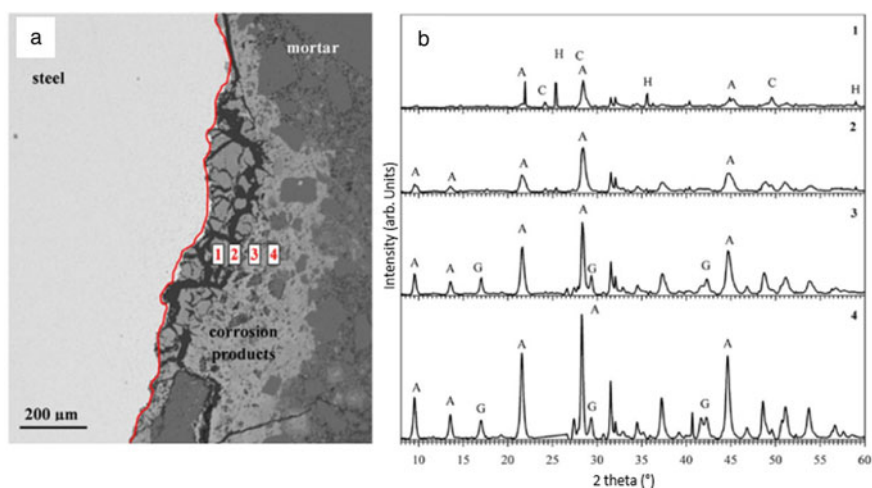 a
steel
mortar
1 2 3 4
corrosion
products
200 µm
b
Intensity (arb. Units)
1
A C H C A H A C H
2
A A A A A
3
A A G A A G G A
4
A A G A A G G A
10 15 20 25 30 35 40 45 50 55 60
2 theta (°)